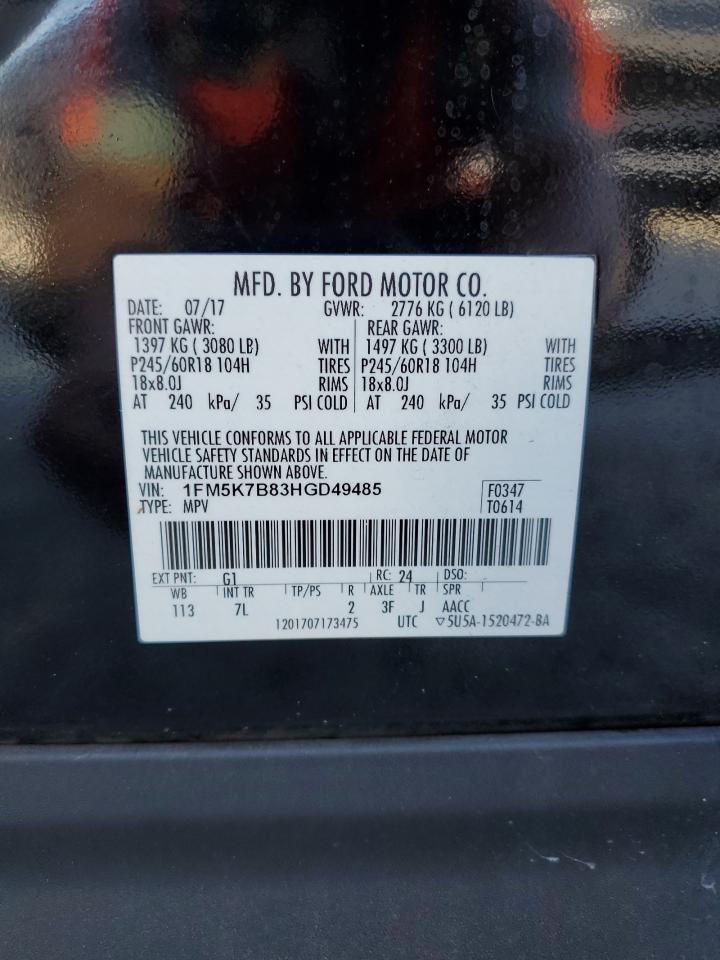 MFD. BY FORD MOTOR CO.
DATE: 07/17 GVWR: 2776 KG ( 6120 LB)
FRONT GAWR: REAR GAWR:
1397 KG ( 3080 LB) WITH 1497 KG ( 3300 LB) WITH
P245/60R18 104H TIRES P245/60R18 104H TIRES
18x8.0J RIMS 18x8.0J RIMS
AT 240 kPa/ 35 PSI COLD AT 240 kPa/ 35 PSI COLD
THIS VEHICLE CONFORMS TO ALL APPLICABLE FEDERAL MOTOR
VEHICLE SAFETY STANDARDS IN EFFECT ON THE DATE OF
MANUFACTURE SHOWN ABOVE.
VIN: 1FM5K7B83HGD49485 F0347
TYPE: MPV T0614
EXT PNT: G1 RC: 24 DSO:
WB INT TR TP/PS R AXLE TR SPR
113 7L 2 3F J AACC
1201707173475 UTC ▽5U5A-1520472-BA